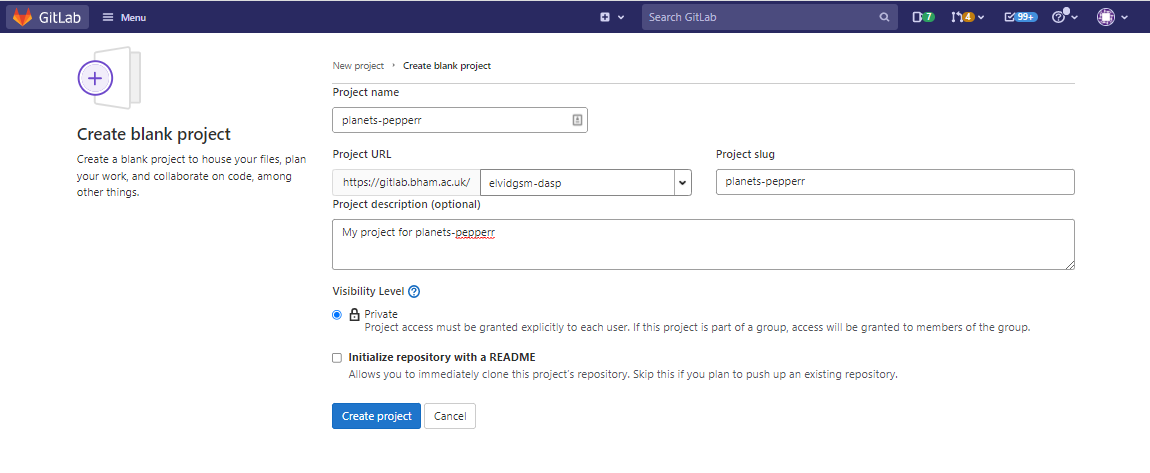 GitLab Menu Search GitLab 7 4 99+
New project › Create blank project
Create blank project
Create a blank project to house your files, plan
your work, and collaborate on code, among
other things.
Project name
planets-pepperr
Project URL
https://gitlab.bham.ac.uk/ elvidgsm-dasp
Project slug
planets-pepperr
Project description (optional)
My project for planets-pepperr
Visibility Level ?
Private
Project access must be granted explicitly to each user. If this project is part of a group, access will be granted to members of the group.
Initialize repository with a README
Allows you to immediately clone this project's repository. Skip this if you plan to push up an existing repository.
Create project Cancel